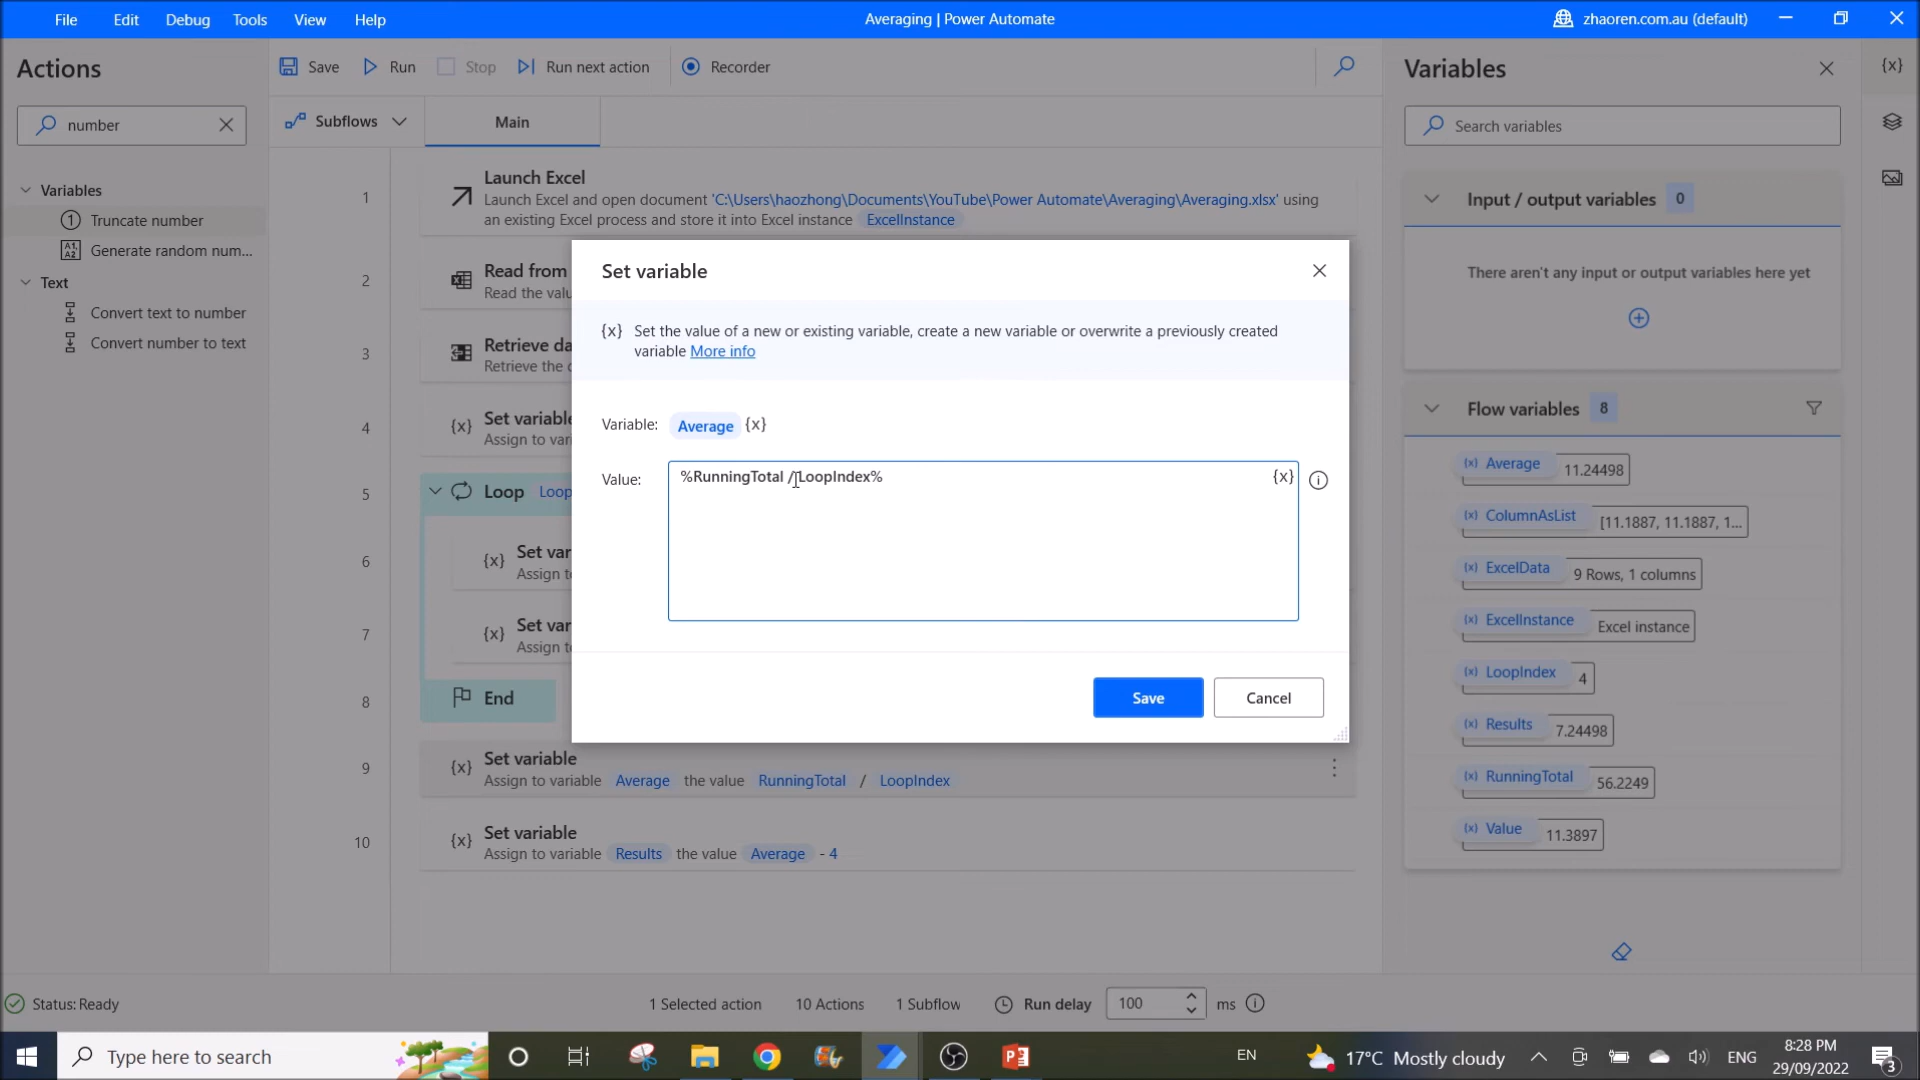 File Edit Debug Tools View Help
Averaging | Power Automate
zhaoren.com.au (default)
Actions
number
Variables
Truncate number
Generate random num...
Text
Convert text to number
Convert number to text
Save Run Stop Run next action Recorder
Subflows Main
1 Launch Excel
Launch Excel and open document 'C:\Users\haozhong\Documents\YouTube\Power Automate\Averaging\Averaging.xlsx' using
an existing Excel process and store it into Excel instance ExcelInstance
2 Read from
Read the valu
3 Retrieve da
Retrieve the
4 {x} Set variable
Assign to var
5 Loop Loop
6 {x} Set var
Assign to
7 {x} Set var
Assign to
8 End
9 {x} Set variable
Assign to variable Average the value RunningTotal / LoopIndex
10 {x} Set variable
Assign to variable Results the value Average - 4
Set variable
{x} Set the value of a new or existing variable, create a new variable or overwrite a previously created
variable More info
Variable: Average {x}
Value: %RunningTotal / LoopIndex% {x}
Save Cancel
Variables
{x}
Search variables
Input / output variables 0
There aren't any input or output variables here yet
Flow variables 8
{x} Average 11.24498
{x} ColumnAsList [11.1887, 11.1887, 1...
{x} ExcelData 9 Rows, 1 columns
{x} ExcelInstance Excel instance
{x} LoopIndex 4
{x} Results 7.24498
{x} RunningTotal 56.2249
{x} Value 11.3897
Status: Ready 1 Selected action 10 Actions 1 Subflow Run delay 100 ms
Type here to search
EN
17°C Mostly cloudy
ENG
8:28 PM
29/09/2022
3